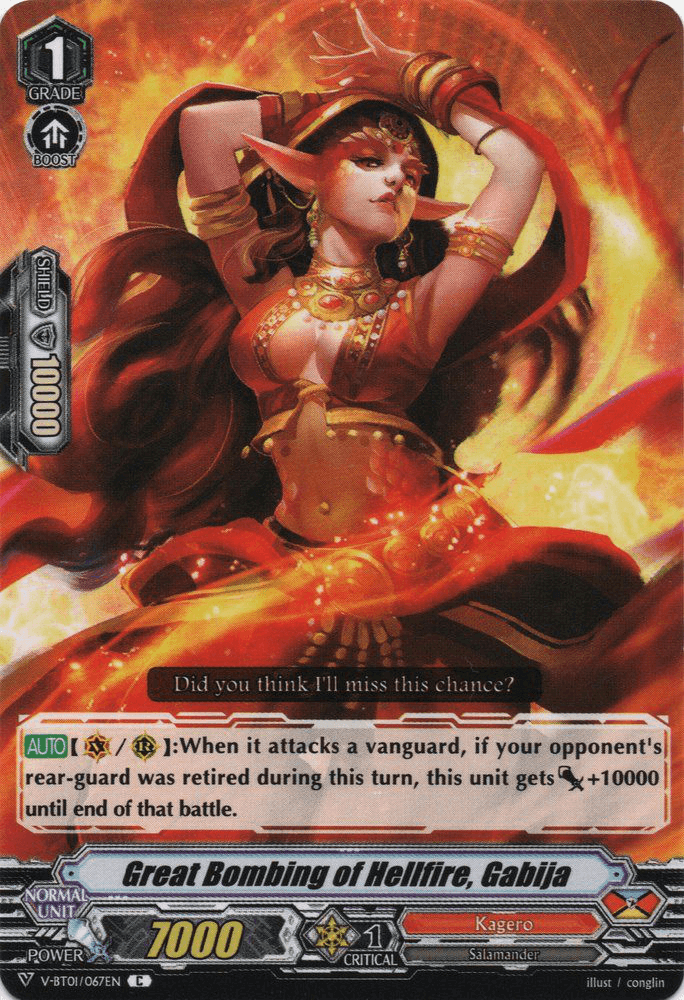 1
GRADE
BOOST
SHIELD
10000
Did you think I'll miss this chance?
AUTO【 V / R 】:When it attacks a vanguard, if your opponent's
rear-guard was retired during this turn, this unit gets +10000
until end of that battle.
Great Bombing of Hellfire, Gabija
NORMAL
UNIT
POWER
7000
1
CRITICAL
Kagero
Salamander
V-BT01/067EN C
illust / conglin